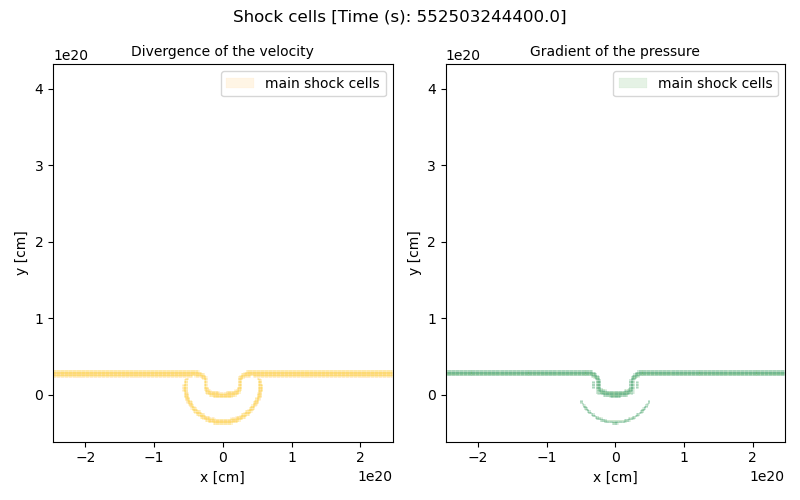 Shock cells [Time (s): 552503244400.0]
Divergence of the velocity
Gradient of the pressure
1e20
1e20
main shock cells
main shock cells
4
3
2
1
0
4
3
2
1
0
y [cm]
y [cm]
−2
−1
0
1
2
−2
−1
0
1
2
x [cm]
1e20
x [cm]
1e20